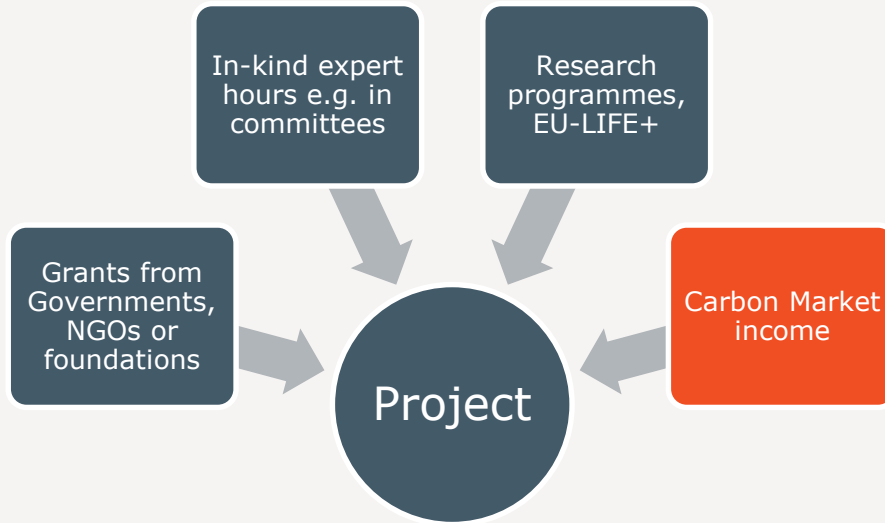 In-kind expert
hours e.g. in
committees
Research
programmes,
EU-LIFE+
Grants from
Governments,
NGOs or
foundations
Carbon Market
income
Project